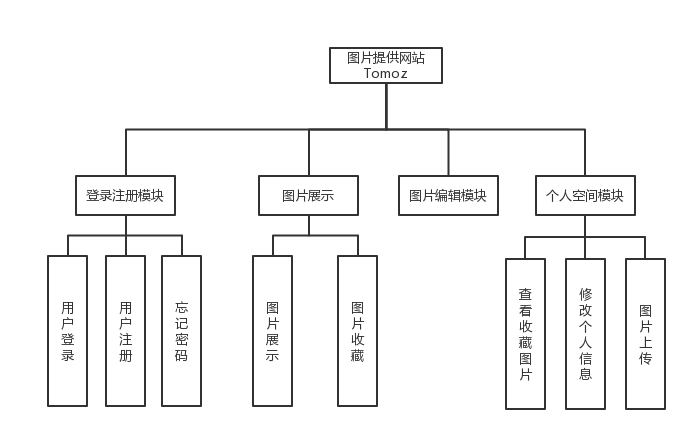 图片提供网站
Tomoz
登录注册模块
图片展示
图片编辑模块
个人空间模块
用户登录
用户注册
忘记密码
图片展示
图片收藏
查看收藏图片
修改个人信息
图片上传